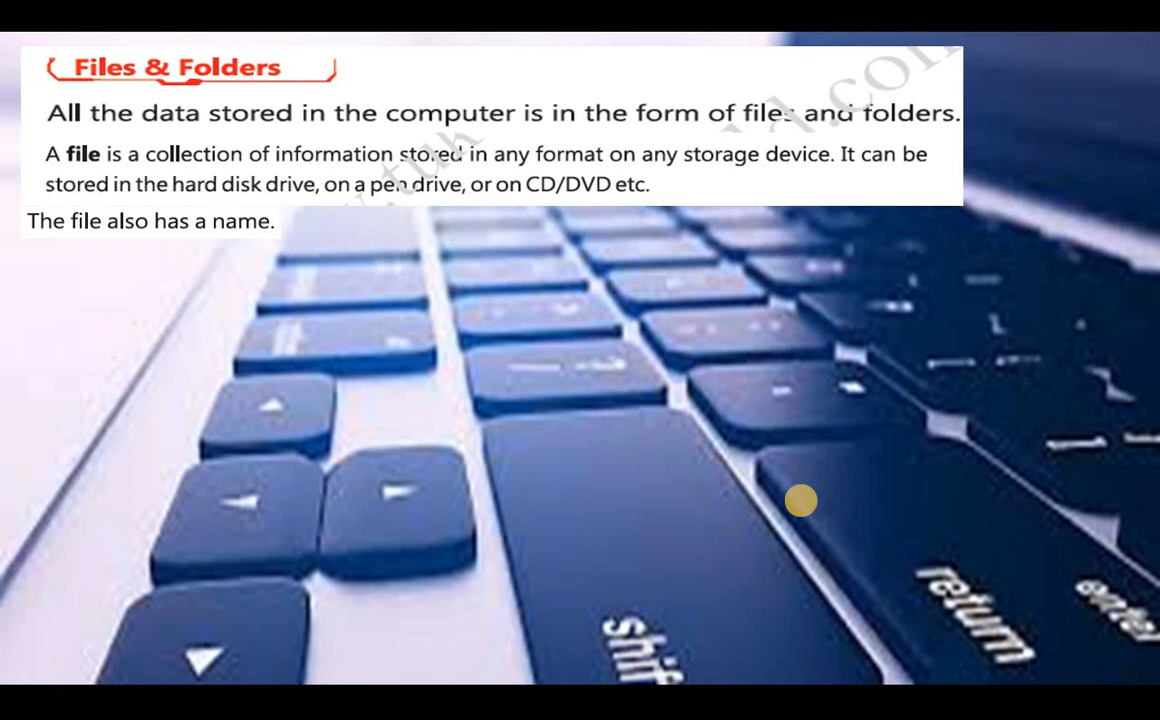 Files & Folders
All the data stored in the computer is in the form of files and folders.
A file is a collection of information stored in any format on any storage device. It can be
stored in the hard disk drive, on a pen drive, or on CD/DVD etc.
The file also has a name.
return
enter